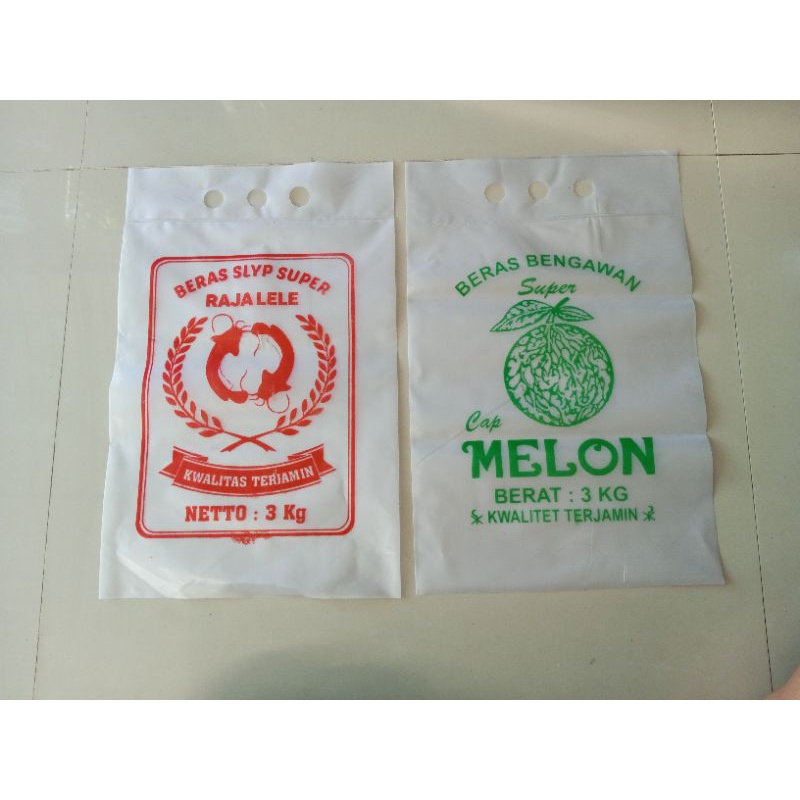 BERAS SLYP SUPER
RAJA LELE
KWALITAS TERJAMIN
NETTO : 3 Kg
BERAS BENGAWAN
Super
Cap
MELON
BERAT : 3 KG
KWALITET TERJAMIN